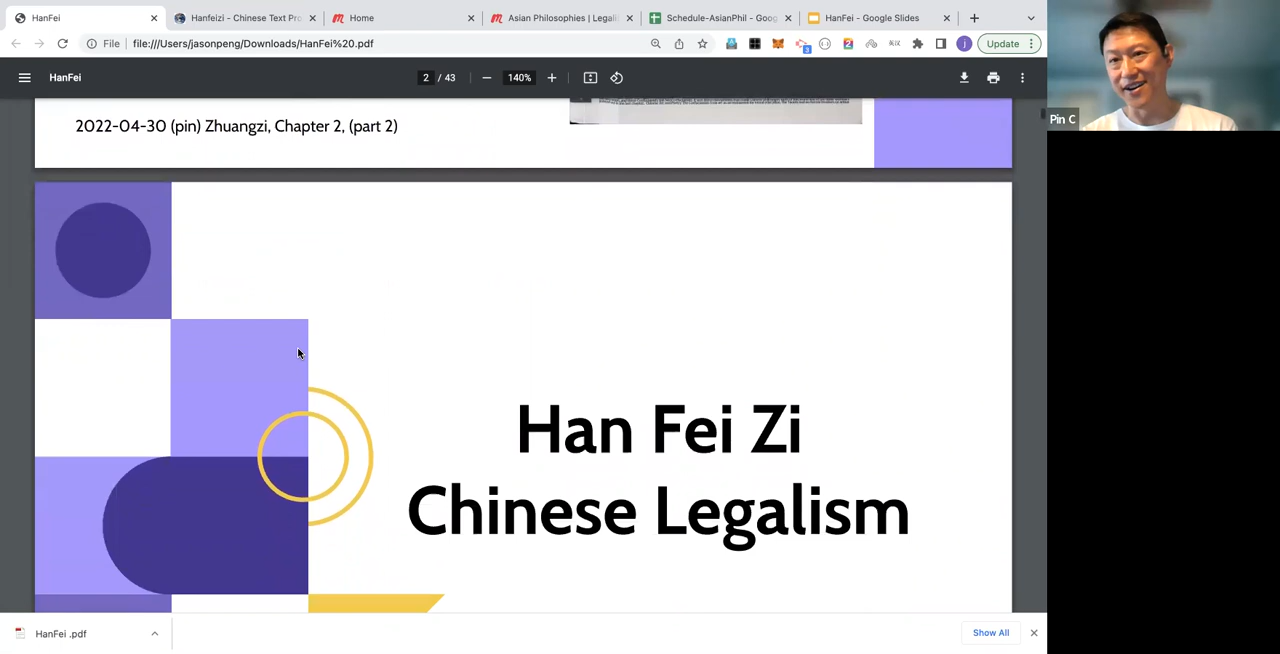 HanFei
Hanfeizi - Chinese Text Pro
Home
Asian Philosophies | Legali
Schedule-AsianPhil - Goog
HanFei - Google Slides
File
file:///Users/jasonpeng/Downloads/HanFei%20.pdf
Update
HanFei
2 / 43
140%
2022-04-30 (pin) Zhuangzi, Chapter 2, (part 2)
Pin C
Han Fei Zi
Chinese Legalism
HanFei .pdf
Show All